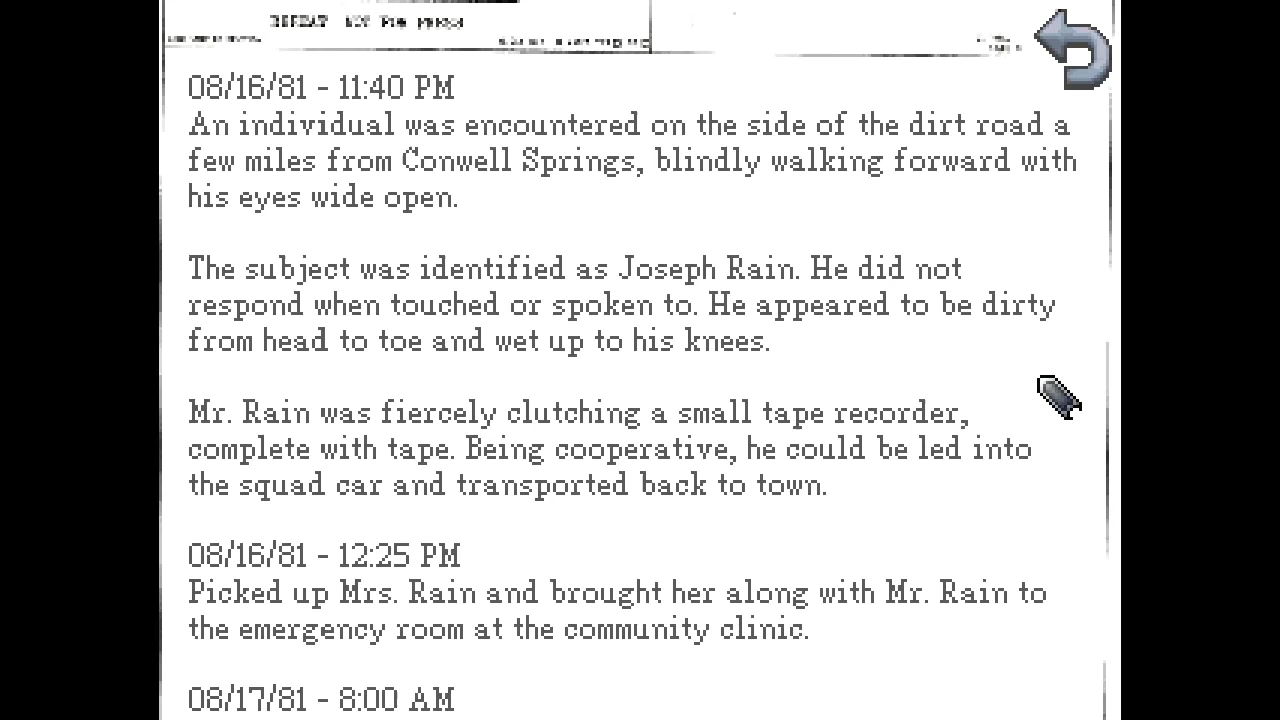 08/16/81 - 11:40 PM
An individual was encountered on the side of the dirt road a
few miles from Conwell Springs, blindly walking forward with
his eyes wide open.
The subject was identified as Joseph Rain. He did not
respond when touched or spoken to. He appeared to be dirty
from head to toe and wet up to his knees.
Mr. Rain was fiercely clutching a small tape recorder,
complete with tape. Being cooperative, he could be led into
the squad car and transported back to town.
08/16/81 - 12:25 PM
Picked up Mrs. Rain and brought her along with Mr. Rain to
the emergency room at the community clinic.
08/17/81 - 8:00 AM